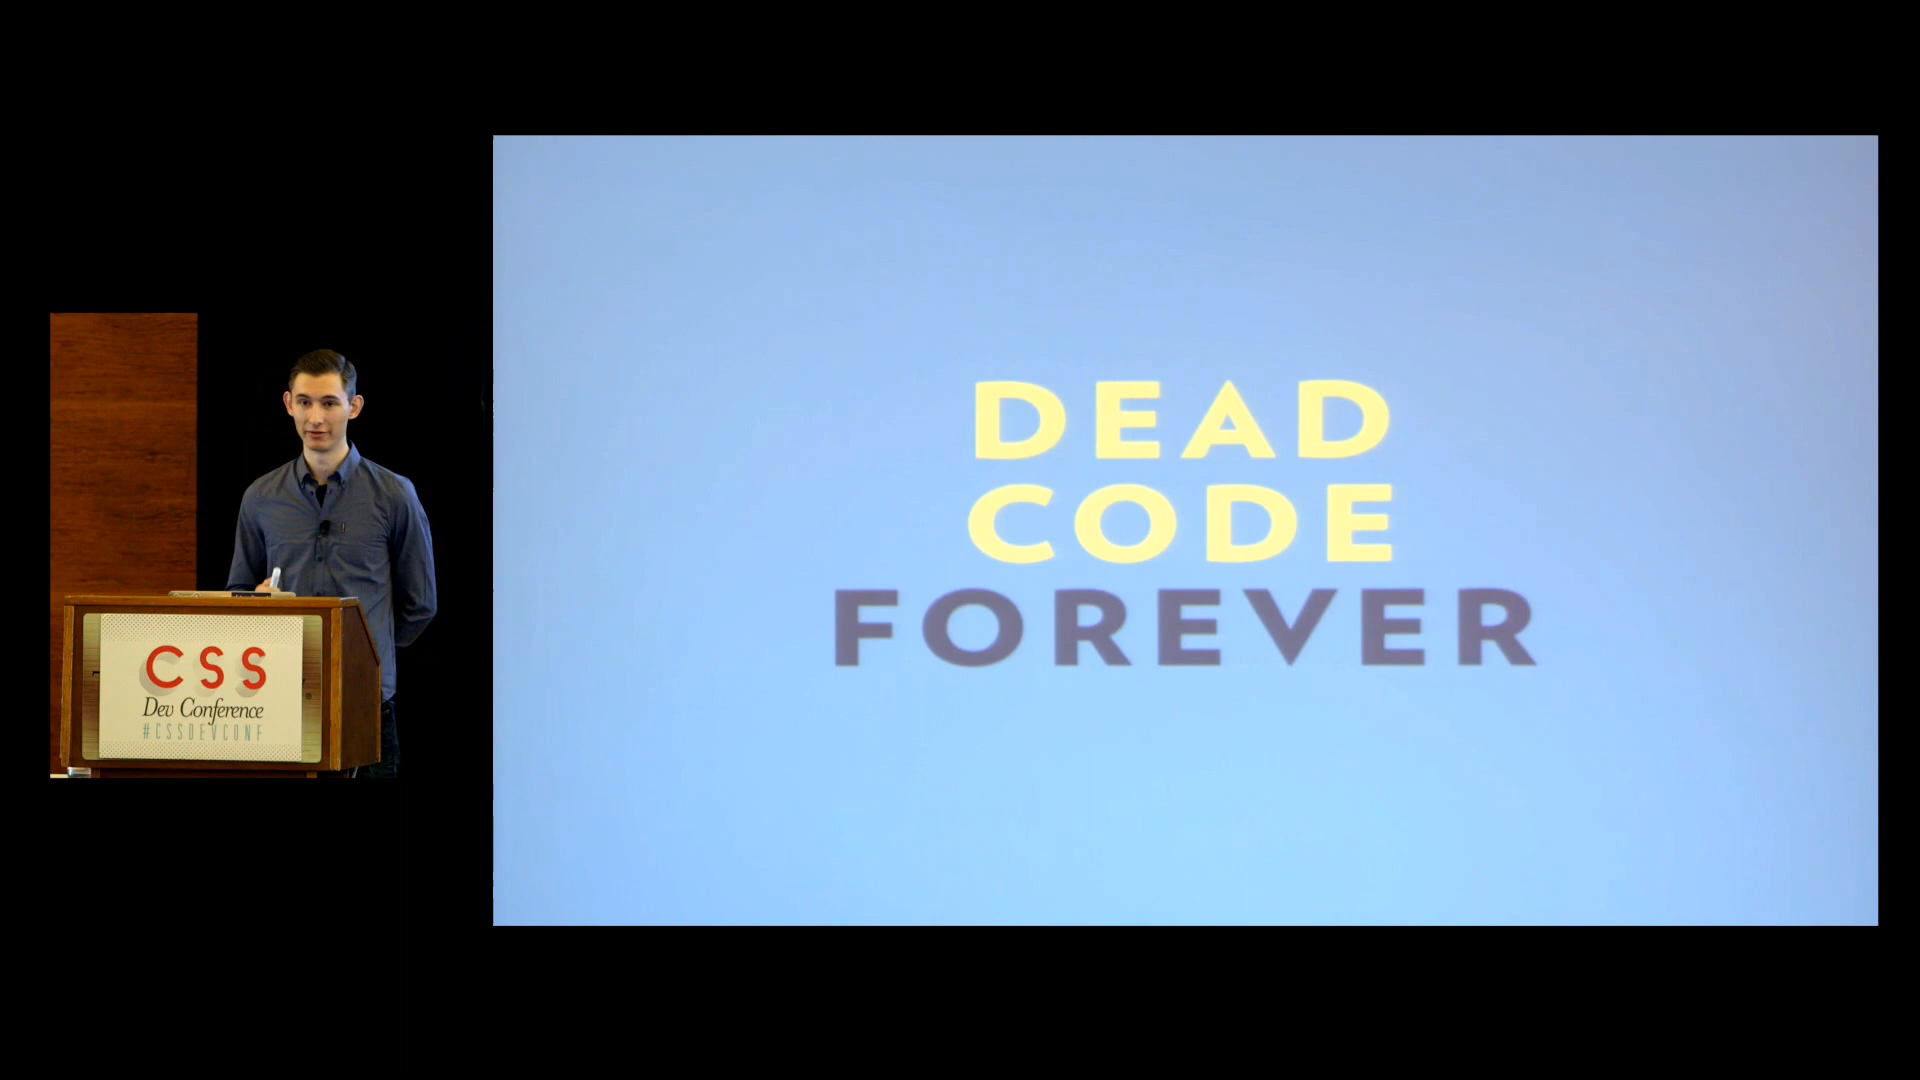 DEAD
CODE
FOREVER
CSS
Dev Conference
#CSSDEVCONF